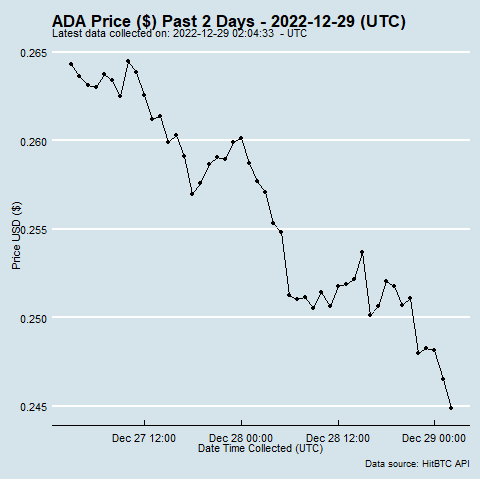 ADA Price ($) Past 2 Days - 2022-12-29 (UTC)
Latest data collected on: 2022-12-29 02:04:33  - UTC
0.265
0.260
0.255
0.250
0.245
Price USD ($)
Dec 27 12:00 Dec 28 00:00 Dec 28 12:00 Dec 29 00:00
Date Time Collected (UTC)
Data source: HitBTC API